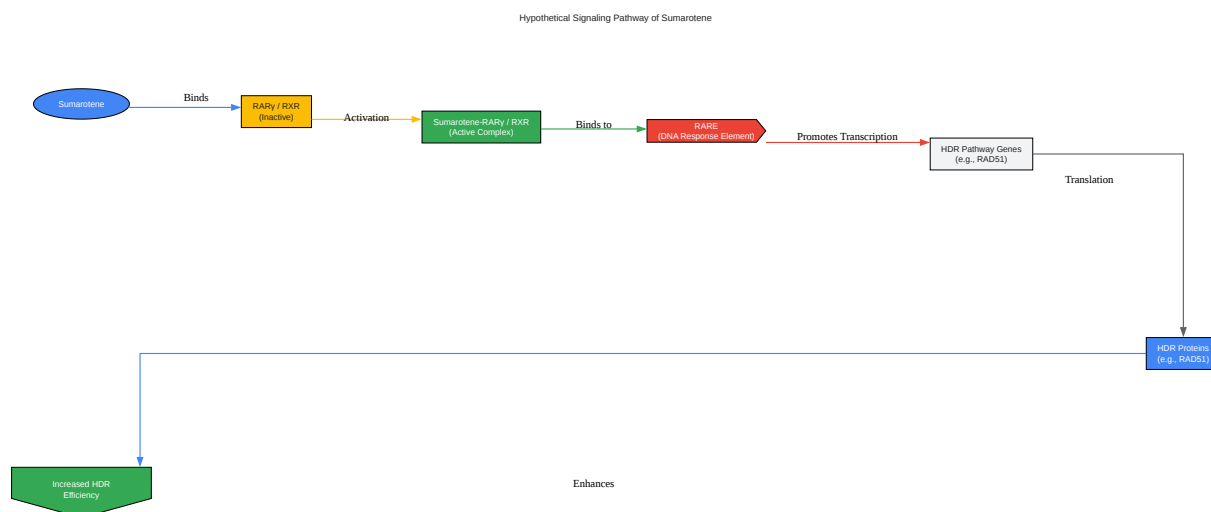 Hypothetical Signaling Pathway of Sumarotene
Sumarotene
Binds
RARγ / RXR
(Inactive)
Activation
Sumarotene-RARγ / RXR
(Active Complex)
Binds to
RARE
(DNA Response Element)
Promotes Transcription
HDR Pathway Genes
(e.g., RAD51)
Translation
HDR Proteins
(e.g., RAD51)
Increased HDR
Efficiency
Enhances